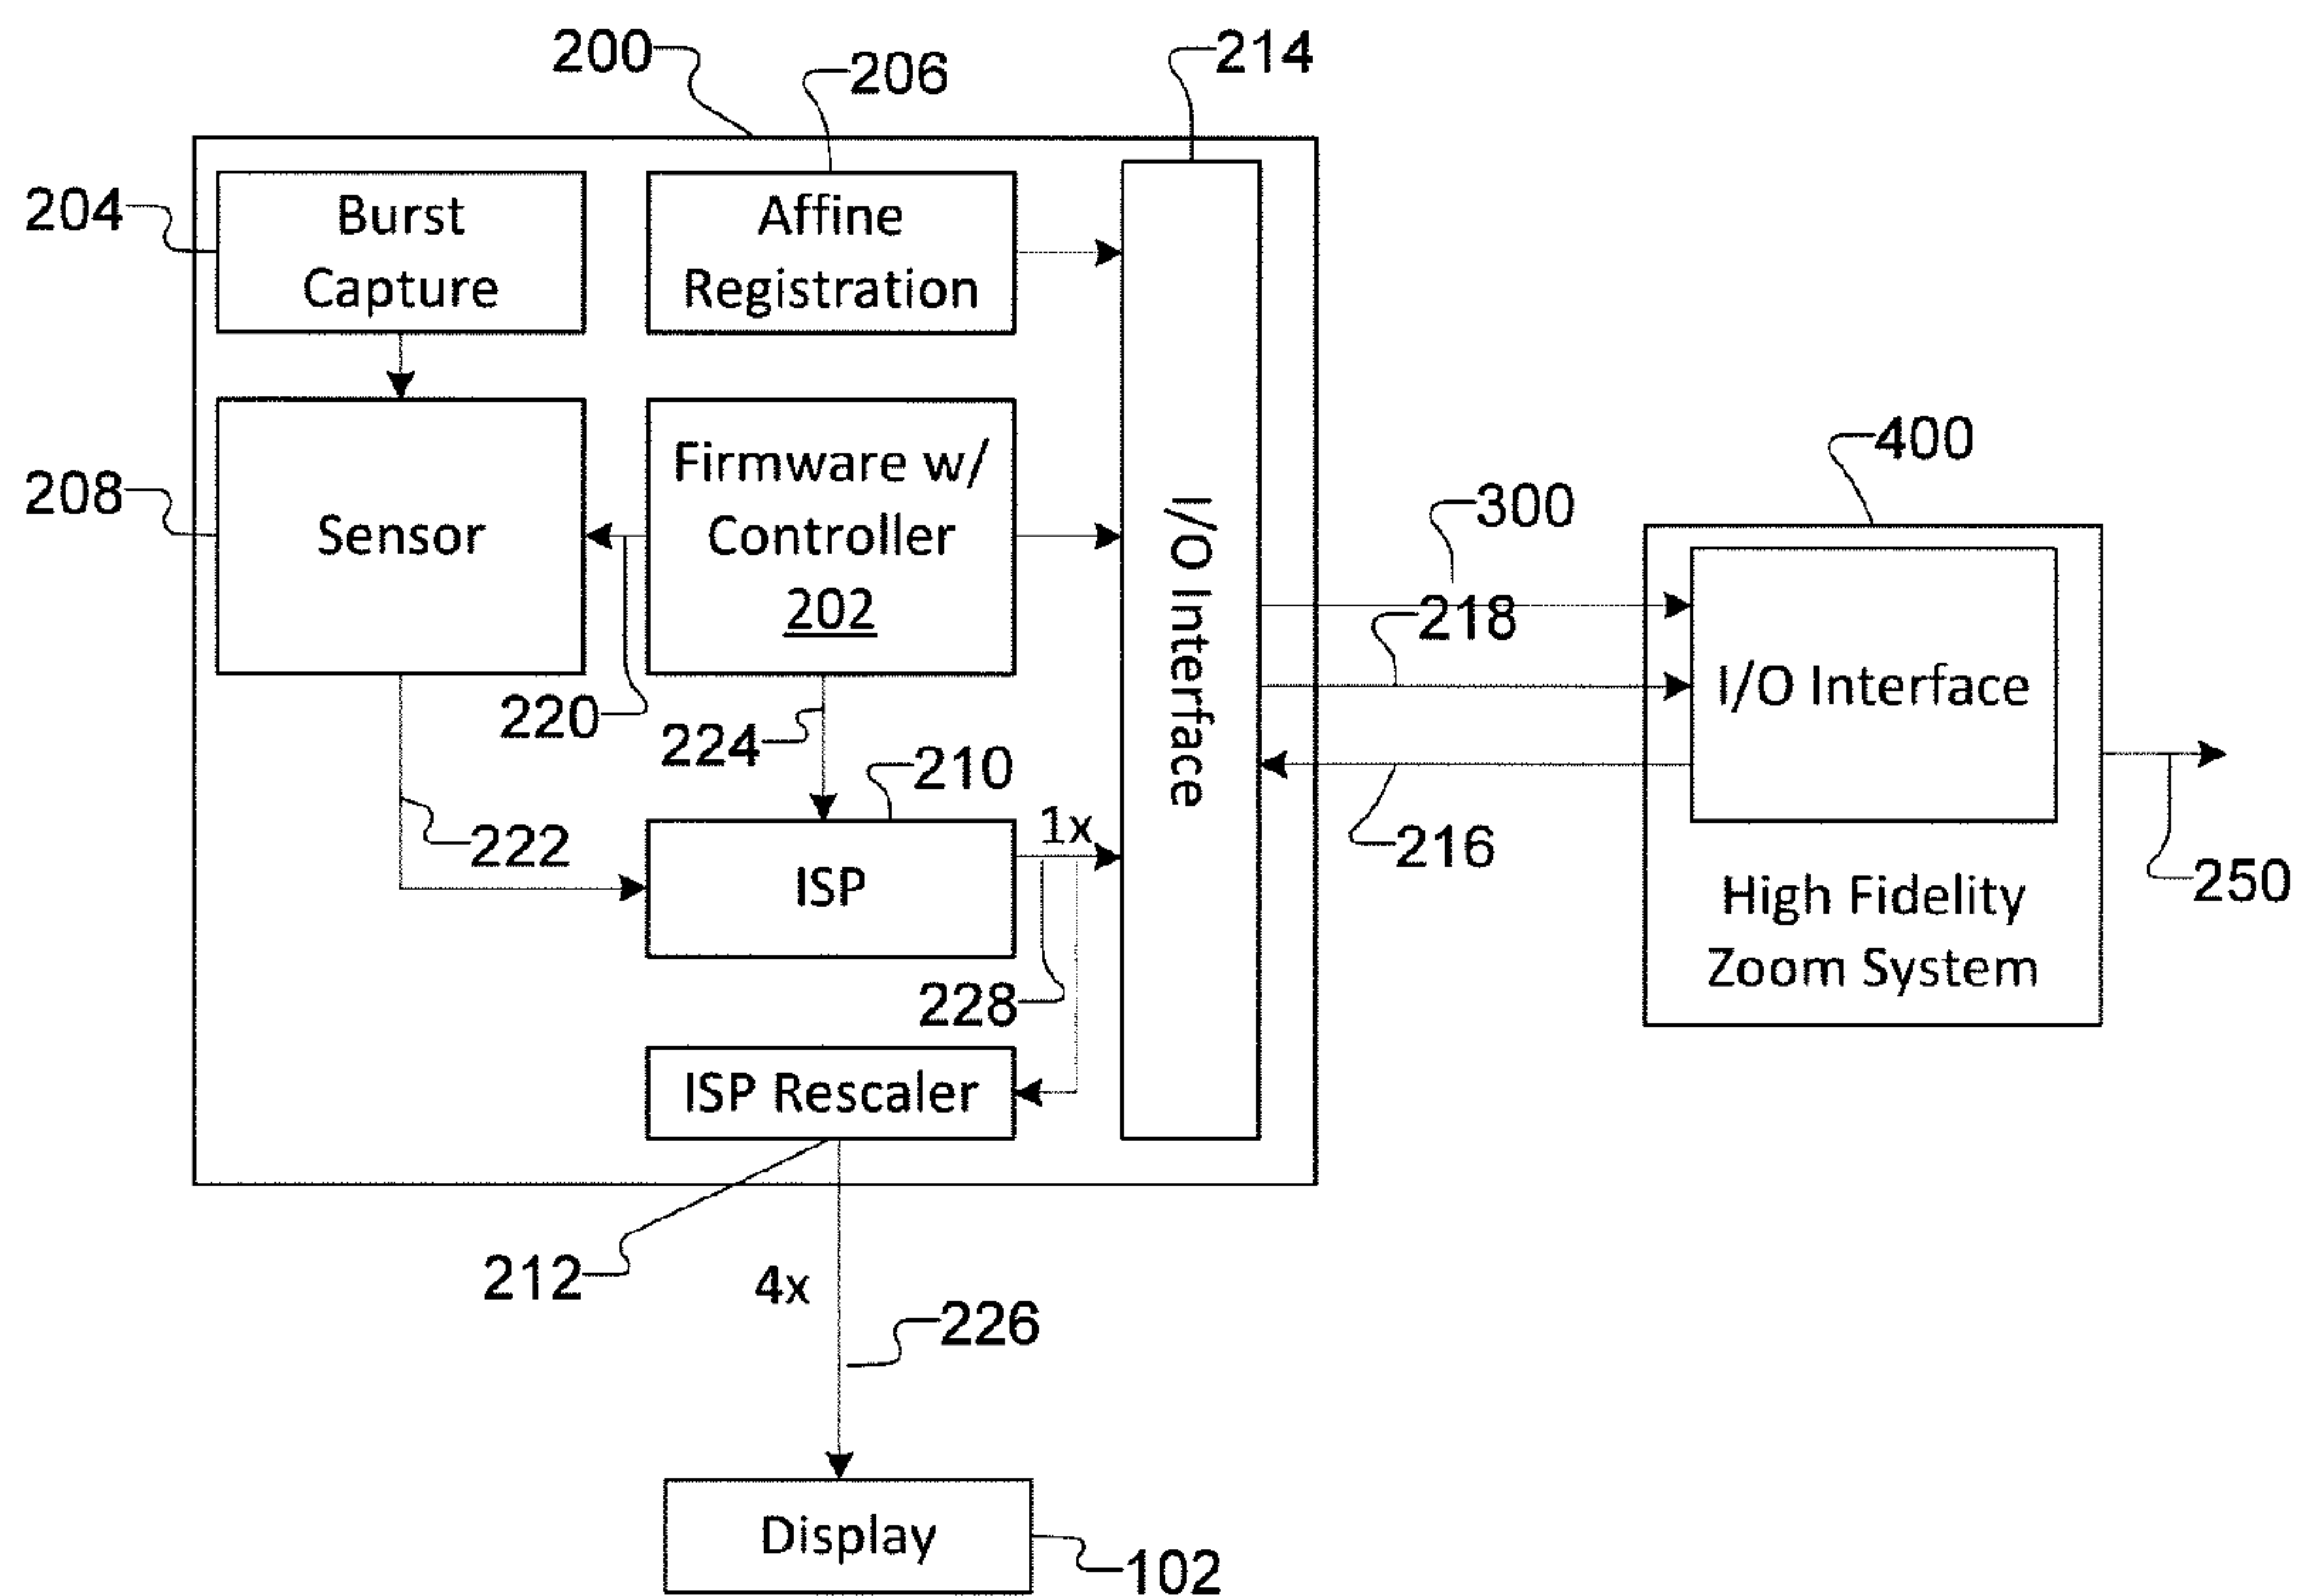 200
206
214
204
Burst
Capture
Affine
Registration
208
Sensor
Firmware w/
Controller
202
I/O Interface
400
300
218
I/O Interface
220
224
210
222
ISP
1x
216
228
High Fidelity
Zoom System
250
ISP Rescaler
212
4x
226
Display
102